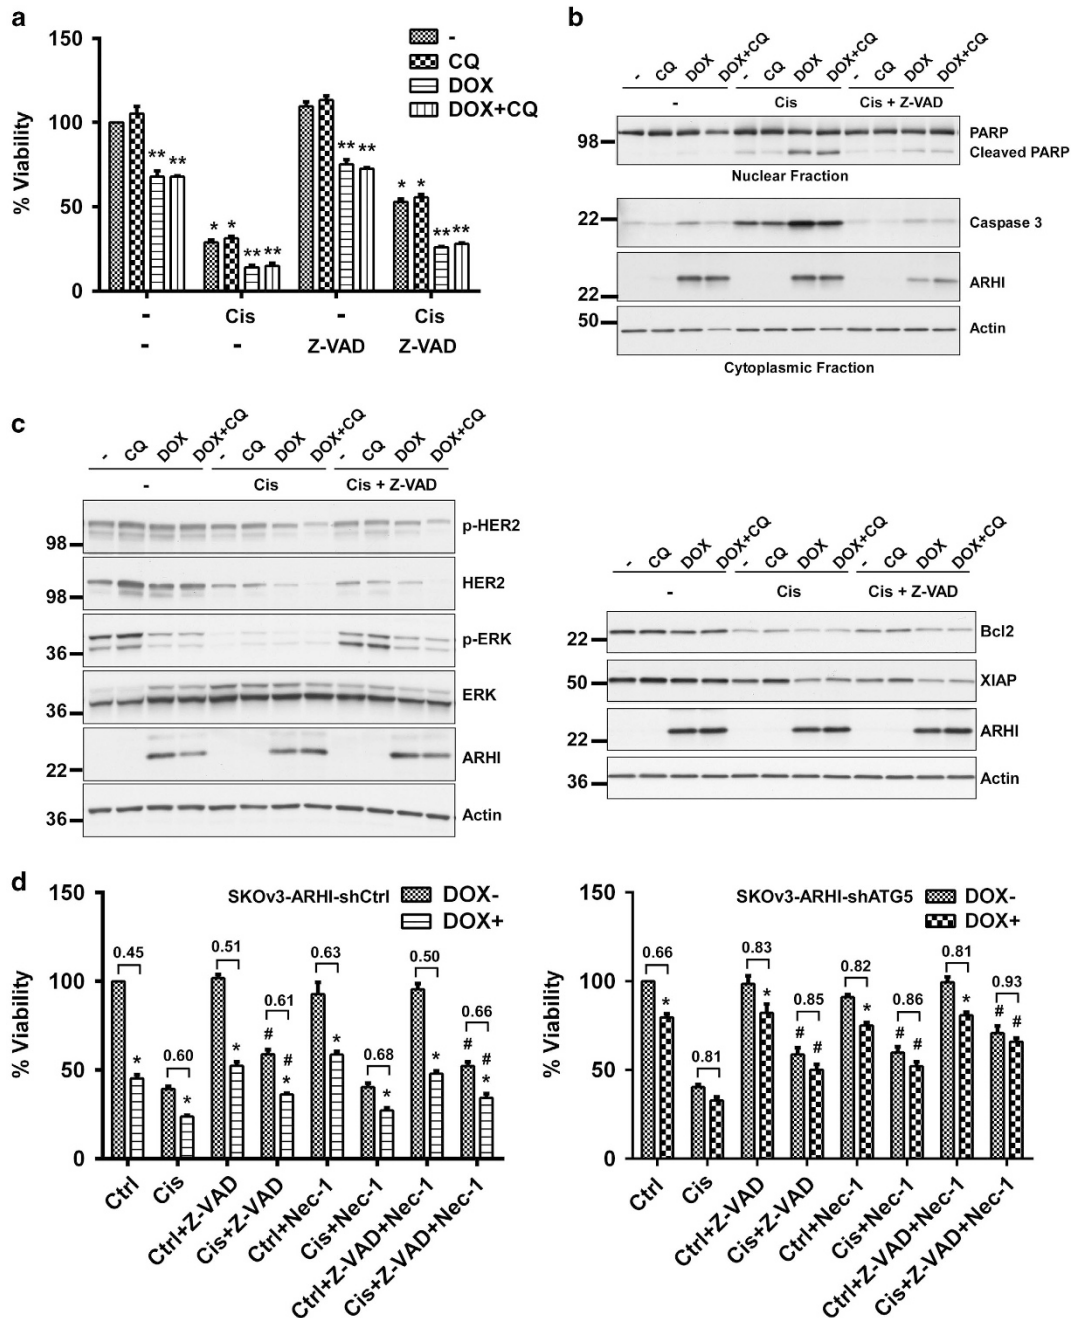 a
150
100
50
0
% Viability
-
CQ
DOX
DOX+CQ
** **
* *
** **
** **
* *
** **
- Cis - Cis
- - Z-VAD Z-VAD
b
- CQ DOX DOX+CQ - CQ DOX DOX+CQ - CQ DOX DOX+CQ
- Cis Cis + Z-VAD
98
PARP
Cleaved PARP
Nuclear Fraction
22
Caspase 3
22
ARHI
50
Actin
Cytoplasmic Fraction
c
- CQ DOX DOX+CQ - CQ DOX DOX+CQ - CQ DOX DOX+CQ
- Cis Cis + Z-VAD
98
p-HER2
98
HER2
36
p-ERK
36
ERK
22
ARHI
36
Actin
- CQ DOX DOX+CQ - CQ DOX DOX+CQ - CQ DOX DOX+CQ
- Cis Cis + Z-VAD
22
Bcl2
50
XIAP
22
ARHI
36
Actin
d
150
100
50
0
% Viability
SKOv3-ARHI-shCtrl
DOX-
DOX+
0.45 0.60 0.51 0.61 0.63 0.68 0.50 0.66
* * * # # * * * * # # *
Ctrl
Cis
Ctrl+Z-VAD
Cis+Z-VAD
Ctrl+Nec-1
Cis+Nec-1
Ctrl+Z-VAD+Nec-1
Cis+Z-VAD+Nec-1
150
100
50
0
% Viability
SKOv3-ARHI-shATG5
DOX-
DOX+
0.66 0.81 0.83 0.85 0.82 0.86 0.81 0.93
* * # # * # # * # #
Ctrl
Cis
Ctrl+Z-VAD
Cis+Z-VAD
Ctrl+Nec-1
Cis+Nec-1
Ctrl+Z-VAD+Nec-1
Cis+Z-VAD+Nec-1